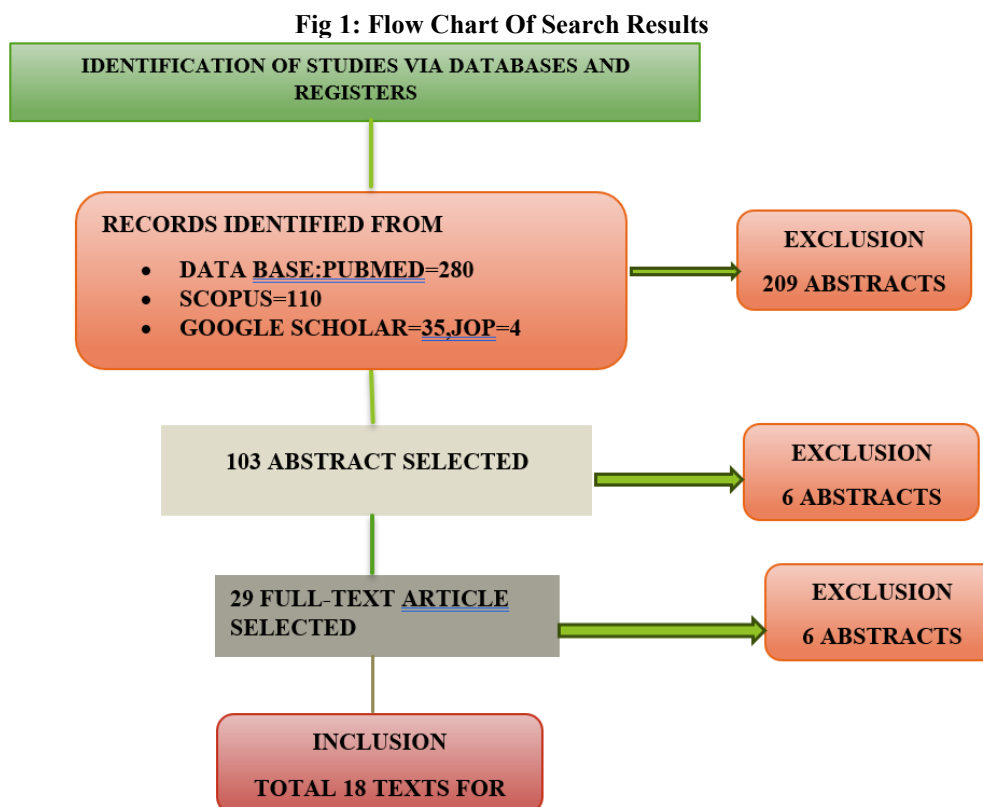 Fig 1: Flow Chart Of Search Results
IDENTIFICATION OF STUDIES VIA DATABASES AND
REGISTERS
RECORDS IDENTIFIED FROM
• DATA BASE:PUBMED=280
• SCOPUS=110
• GOOGLE SCHOLAR=35,JOP=4
EXCLUSION
209 ABSTRACTS
103 ABSTRACT SELECTED
EXCLUSION
6 ABSTRACTS
29 FULL-TEXT ARTICLE
SELECTED
EXCLUSION
6 ABSTRACTS
INCLUSION
TOTAL 18 TEXTS FOR